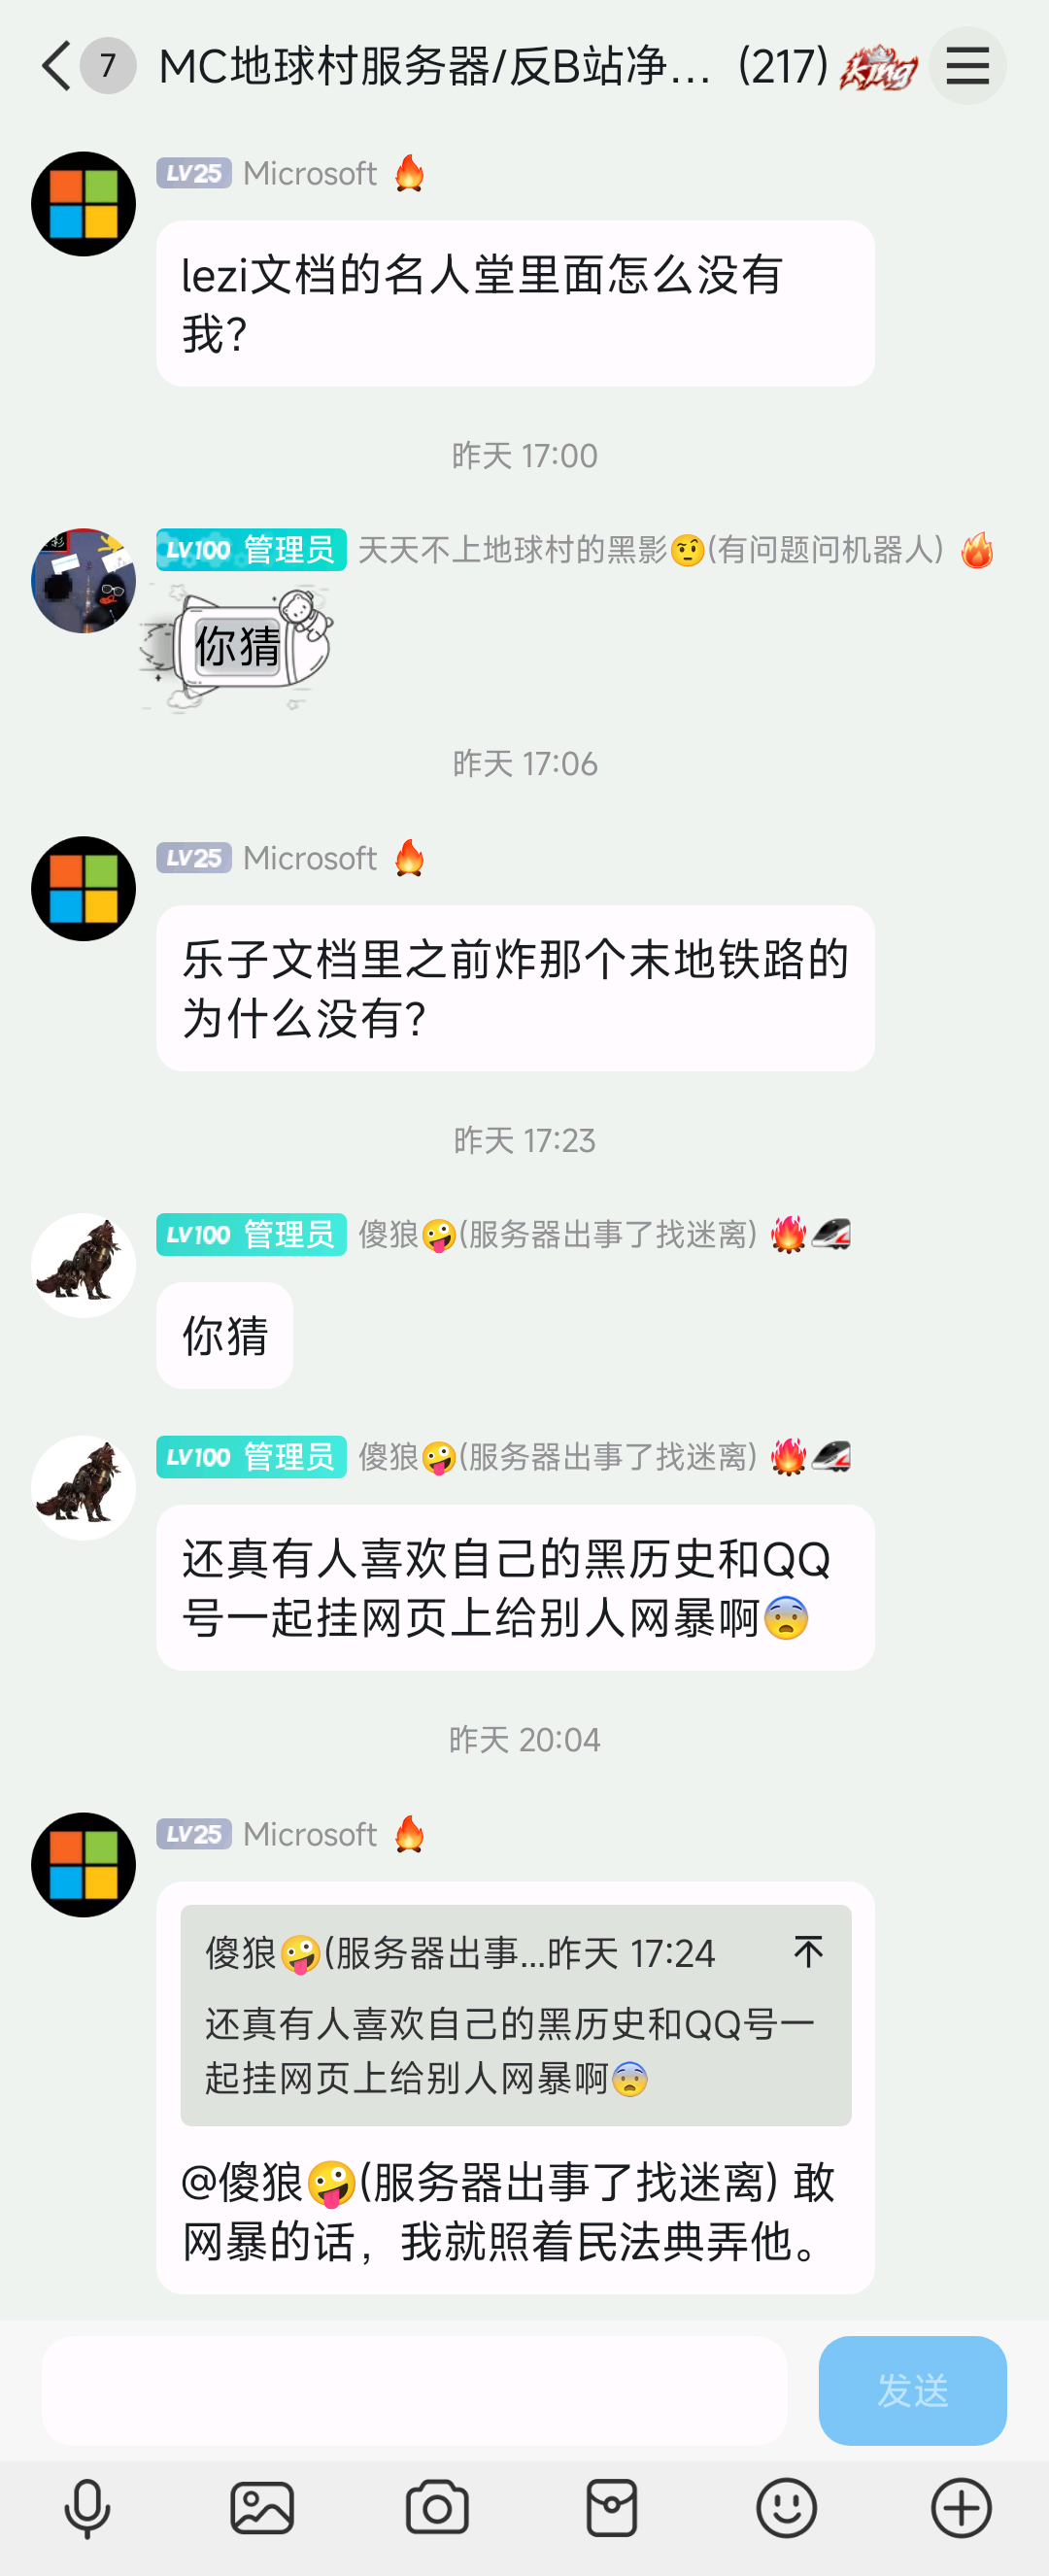 7 MC地球村服务器/反B站净... (217) king
LV25 Microsoft 🔥
lezi文档的名人堂里面怎么没有
我?
昨天 17:00
LV100 管理员 天天不上地球村的黑影🤨(有问题问机器人) 🔥
你猜
昨天 17:06
LV25 Microsoft 🔥
乐子文档里之前炸那个末地铁路的
为什么没有?
昨天 17:23
LV100 管理员 傻狼🤪(服务器出事了找迷离) 🔥🚄
你猜
LV100 管理员 傻狼🤪(服务器出事了找迷离) 🔥🚄
还真有人喜欢自己的黑历史和QQ
号一起挂网页上给别人网暴啊😨
昨天 20:04
LV25 Microsoft 🔥
傻狼🤪(服务器出事...昨天 17:24
还真有人喜欢自己的黑历史和QQ号一
起挂网页上给别人网暴啊😨
@傻狼🤪(服务器出事了找迷离) 敢
网暴的话，我就照着民法典弄他。
发送